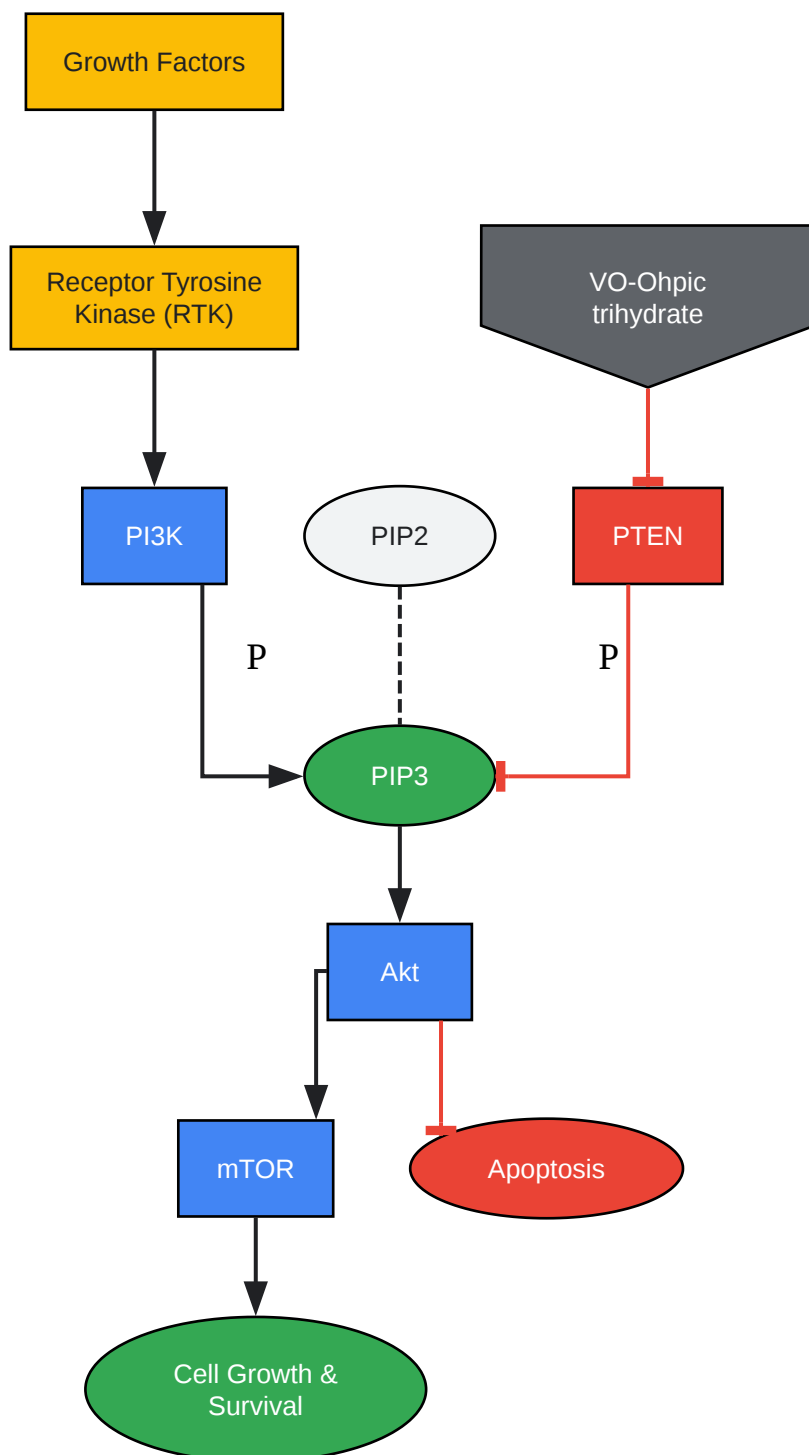 Growth Factors
Receptor Tyrosine
Kinase (RTK)
VO-Ohpic
trihydrate
PI3K
PIP2
PTEN
P
P
PIP3
Akt
mTOR
Apoptosis
Cell Growth &
Survival